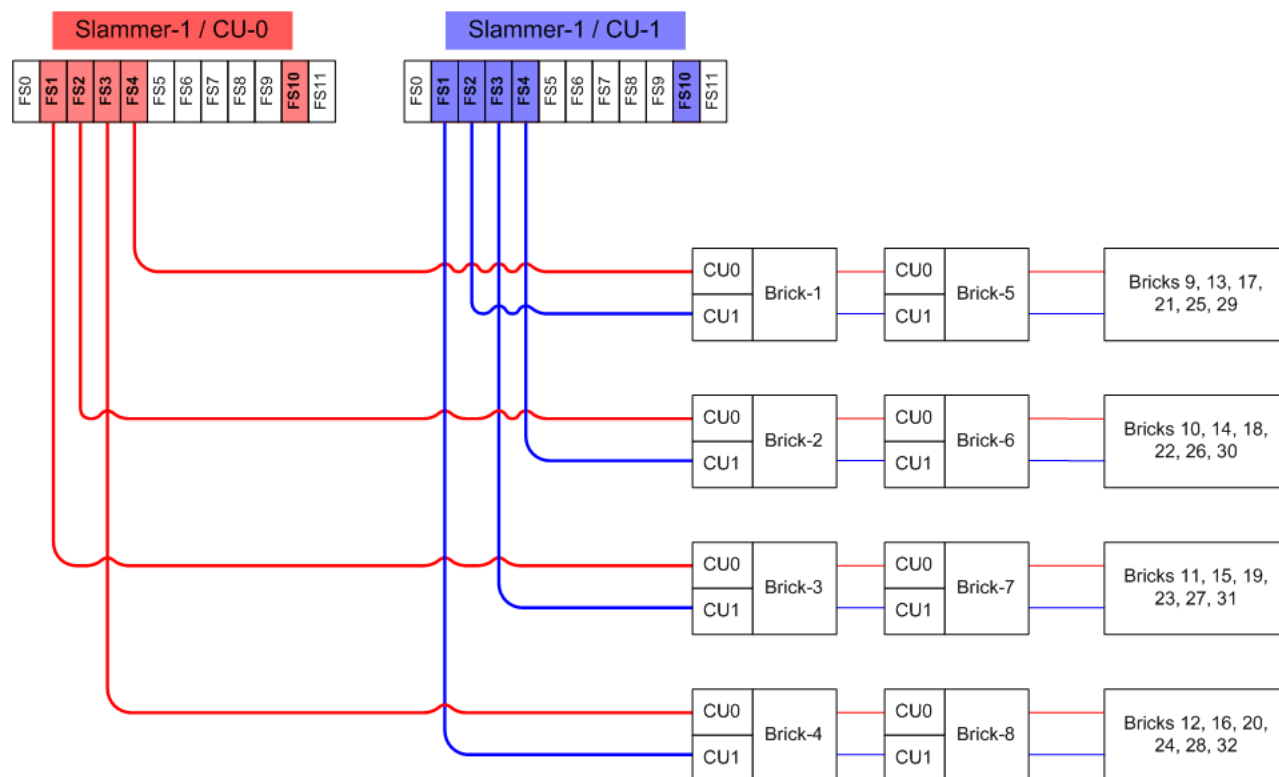 Slammer-1 / CU-0
Slammer-1 / CU-1
FS0
FS1
FS2
FS3
FS4
FS5
FS6
FS7
FS8
FS9
FS10
FS11
FS0
FS1
FS2
FS3
FS4
FS5
FS6
FS7
FS8
FS9
FS10
FS11
CU0
Brick-1
CU1
CU0
Brick-5
CU1
Bricks 9, 13, 17,
21, 25, 29
CU0
Brick-2
CU1
CU0
Brick-6
CU1
Bricks 10, 14, 18,
22, 26, 30
CU0
Brick-3
CU1
CU0
Brick-7
CU1
Bricks 11, 15, 19,
23, 27, 31
CU0
Brick-4
CU1
CU0
Brick-8
CU1
Bricks 12, 16, 20,
24, 28, 32